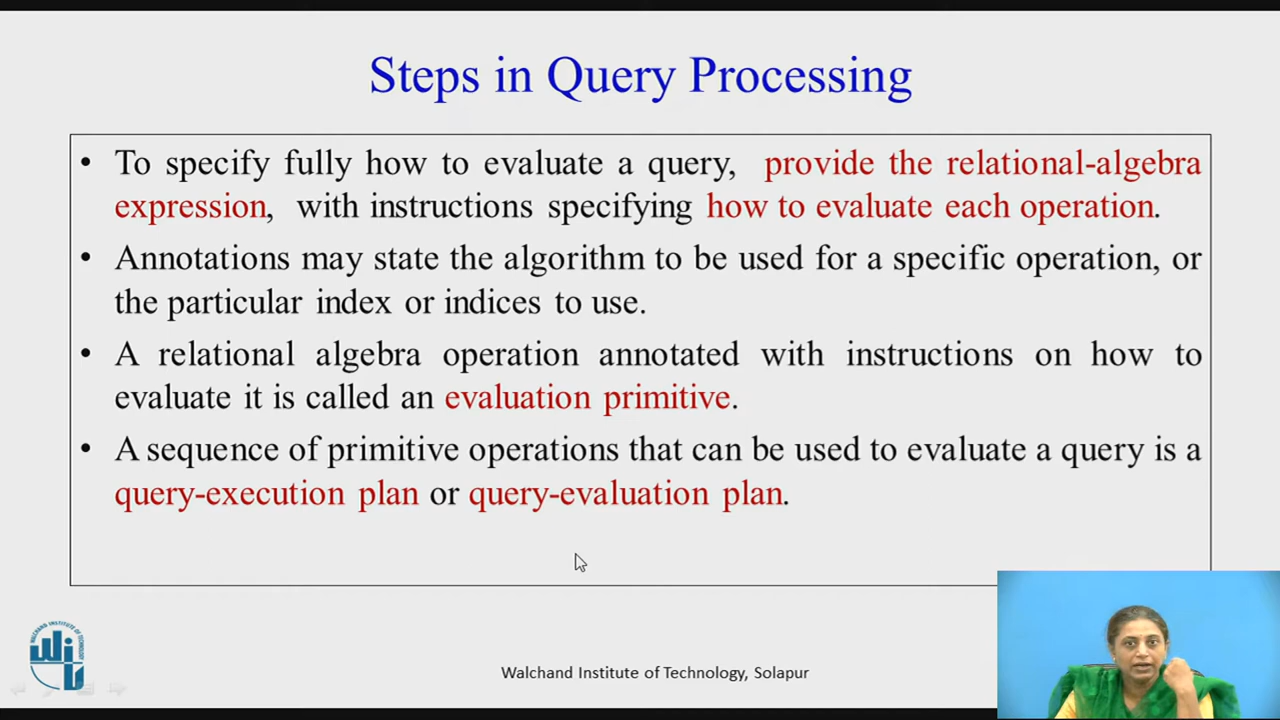 Steps in Query Processing
• To specify fully how to evaluate a query, provide the relational-algebra
expression, with instructions specifying how to evaluate each operation.
• Annotations may state the algorithm to be used for a specific operation, or
the particular index or indices to use.
• A relational algebra operation annotated with instructions on how to
evaluate it is called an evaluation primitive.
• A sequence of primitive operations that can be used to evaluate a query is a
query-execution plan or query-evaluation plan.
WALCHAND INSTITUTE OF TECHNOLOGY
Walchand Institute of Technology, Solapur